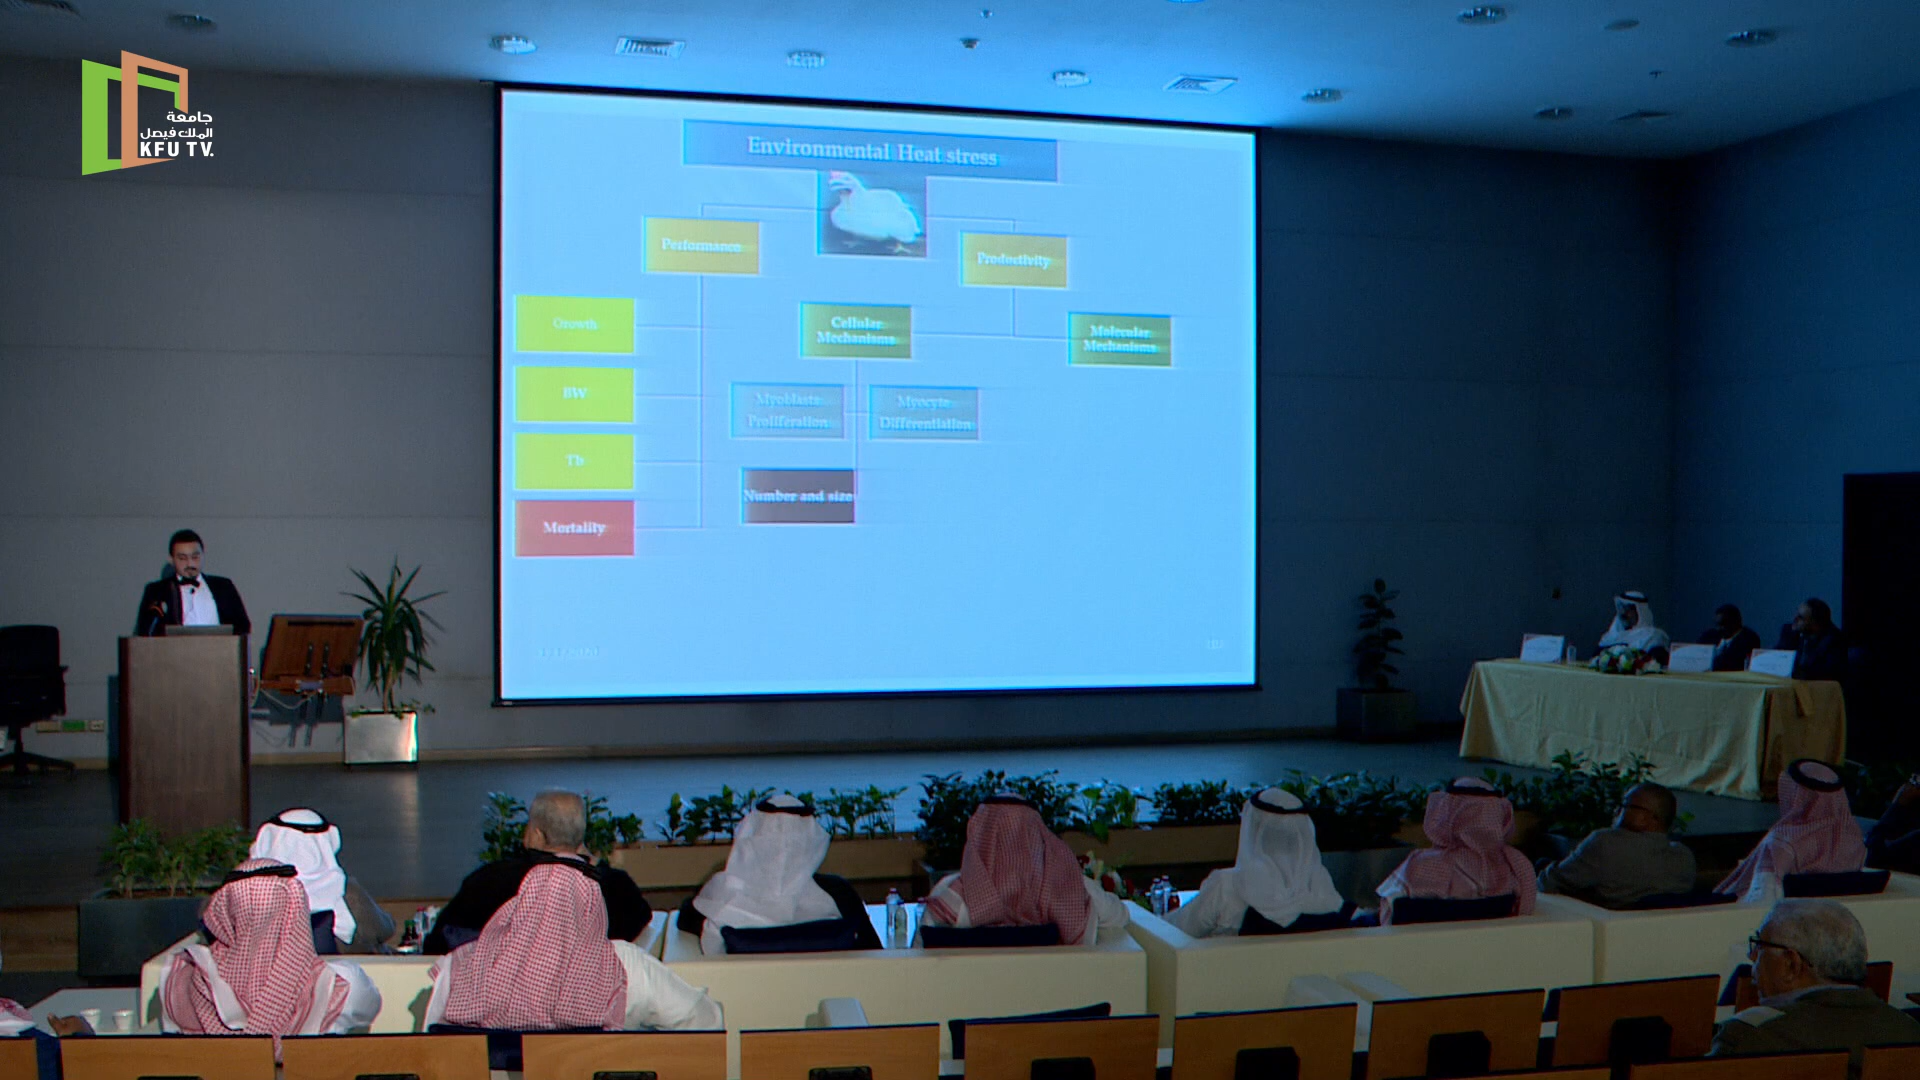 جامعة
الملك فيصل
KFU TV.
Environmental Heat stress
Performance
Productivity
Growth
Cellular
Mechanisms
Molecular
Mechanisms
BW
Myoblasts
Proliferation
Myocyte
Differentiation
Tb
Number and size
Mortality